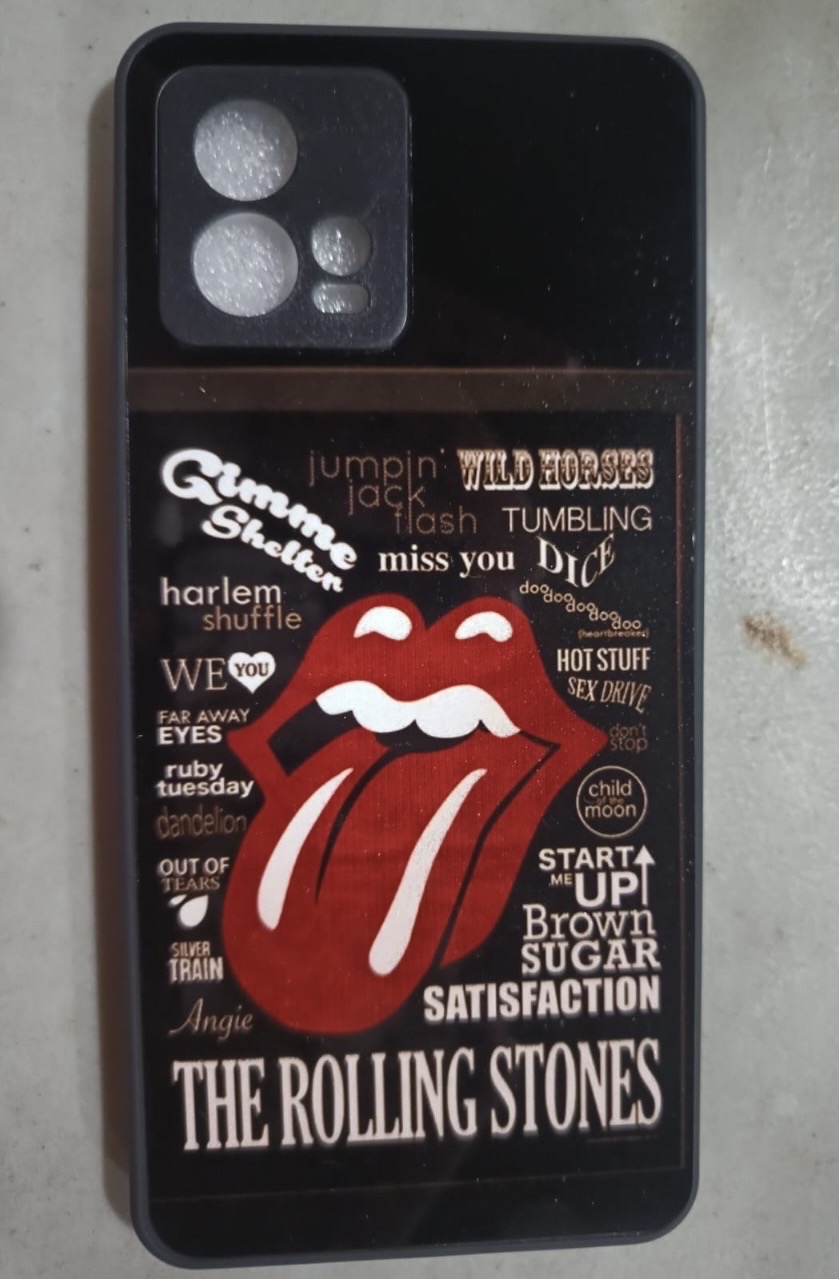 Gimme
Shelter
jumpin'
jack
flash
WILD HORSES
TUMBLING
DICE
miss you
doo doo doo doo doo
(heartbreaker)
harlem
shuffle
WE YOU
HOT STUFF
SEX DRIVE
FAR AWAY
EYES
don't
stop
ruby
tuesday
child
of the
moon
dandelion
OUT OF
TEARS
START
ME UP
Brown
SUGAR
SILVER
TRAIN
SATISFACTION
Angie
THE ROLLING STONES